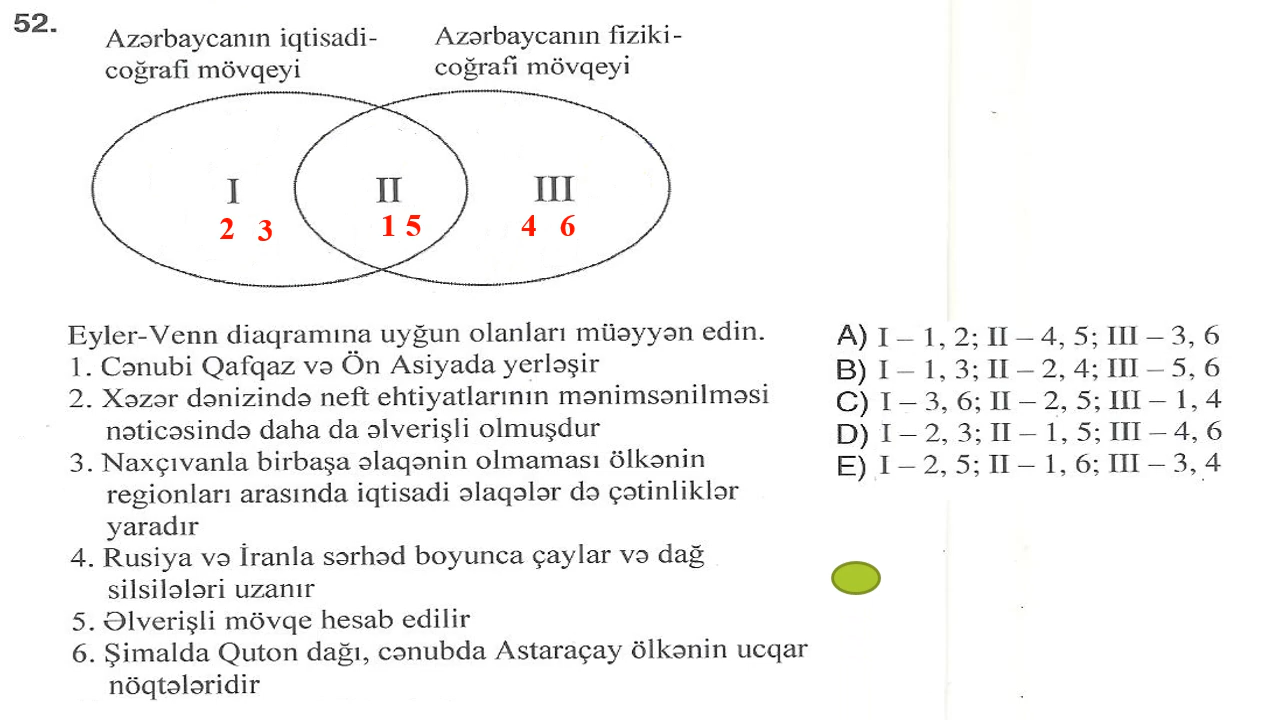 52.
Azərbaycanın iqtisadi-
coğrafi mövqeyi
Azərbaycanın fiziki-
coğrafi mövqeyi
I
II
III
2 3
1 5
4 6
Eyler-Venn diaqramına uyğun olanları müəyyən edin.
1. Cənubi Qafqaz və Ön Asiyada yerləşir
2. Xəzər dənizində neft ehtiyatlarının mənimsənilməsi
nəticəsində daha da əlverişli olmuşdur
3. Naxçıvanla birbaşa əlaqənin olmaması ölkənin
regionları arasında iqtisadi əlaqələr də çətinliklər
yaradır
4. Rusiya və İranla sərhəd boyunca çaylar və dağ
silsilələri uzanır
5. Əlverişli mövqe hesab edilir
6. Şimalda Quton dağı, cənubda Astaraçay ölkənin ucqar
nöqtələridir
A) I – 1, 2; II – 4, 5; III – 3, 6
B) I – 1, 3; II – 2, 4; III – 5, 6
C) I – 3, 6; II – 2, 5; III – 1, 4
D) I – 2, 3; II – 1, 5; III – 4, 6
E) I – 2, 5; II – 1, 6; III – 3, 4